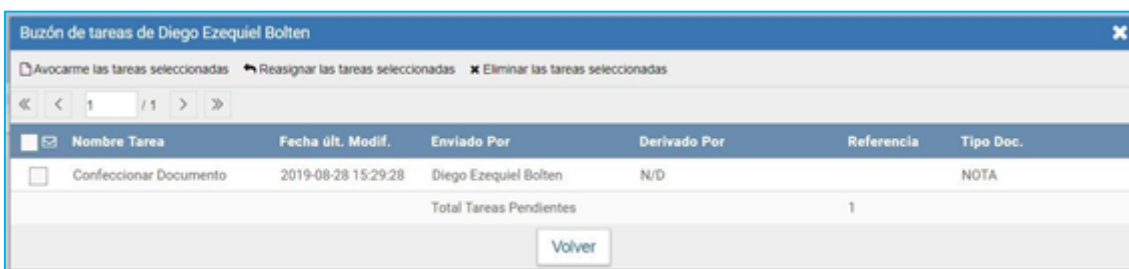 Buzón de tareas de Diego Ezequiel Bolten
Avocarme las tareas seleccionadas Reasignar las tareas seleccionadas Eliminar las tareas seleccionadas
1 / 1
Nombre Tarea Fecha últ. Modif. Enviado Por Derivado Por Referencia Tipo Doc.
Confeccionar Documento 2019-08-28 15:29:28 Diego Ezequiel Bolten N/D NOTA
Total Tareas Pendientes 1
Volver